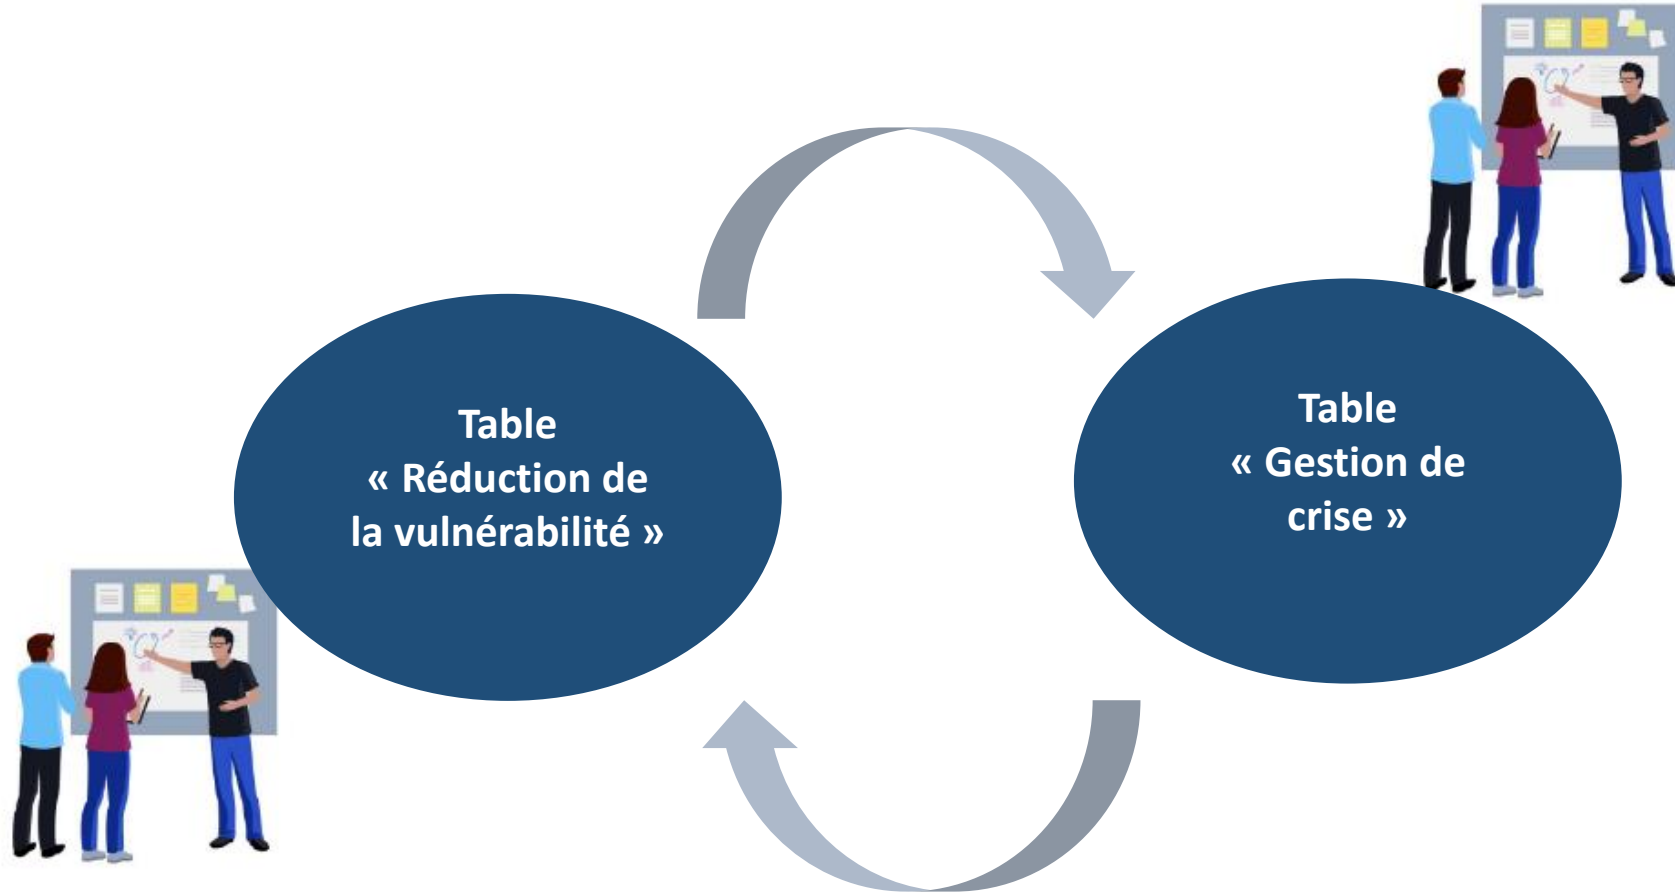 Table
« Réduction de
la vulnérabilité »
Table
« Gestion de
crise »